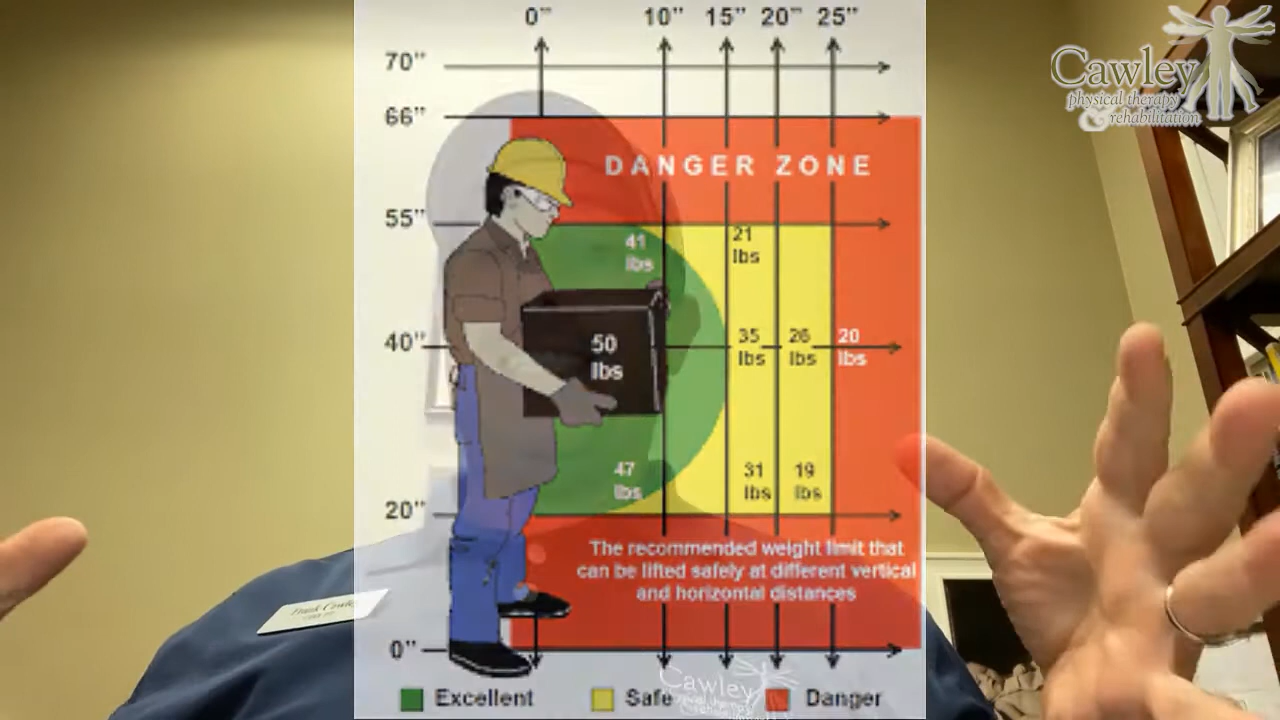 0” 10” 15” 20” 25”
Cawley
physical therapy
& rehabilitation
70”
66”
DANGER ZONE
55”
41 lbs
21 lbs
40”
50 lbs
35 lbs
26 lbs
20 lbs
47 lbs
31 lbs
19 lbs
20”
The recommended weight limit that
can be lifted safely at different vertical
and horizontal distances
0”
Cawley
Excellent Safe Danger